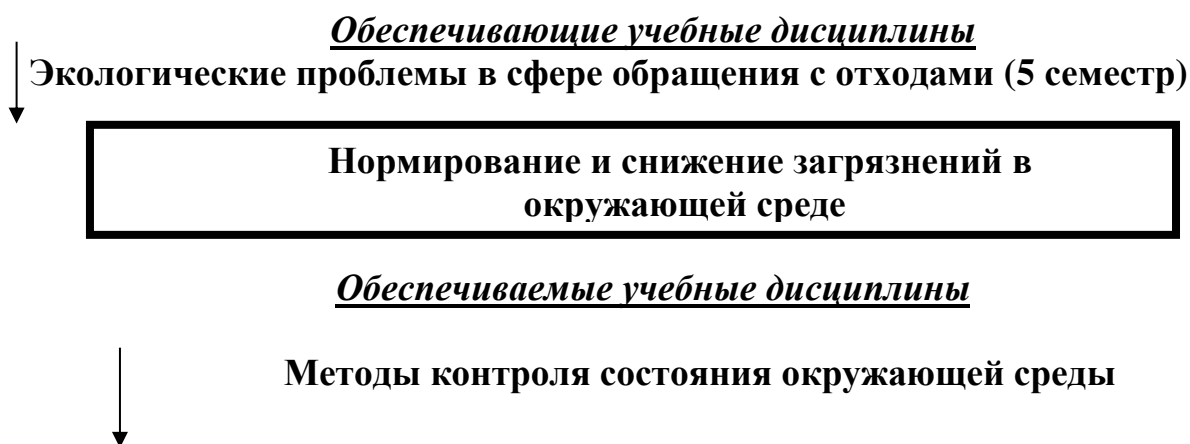 Обеспечивающие учебные дисциплины
Экологические проблемы в сфере обращения с отходами (5 семестр)
Нормирование и снижение загрязнений в
окружающей среде
Обеспечиваемые учебные дисциплины
Методы контроля состояния окружающей среды